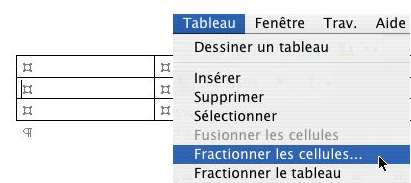 Tableau Fenêtre Trav. Aide
Dessiner un tableau
Insérer
Supprimer
Sélectionner
Fusionner les cellules
Fractionner les cellules...
Fractionner le tableau
¤ ¤
¤ ¤
¤ ¤
¶